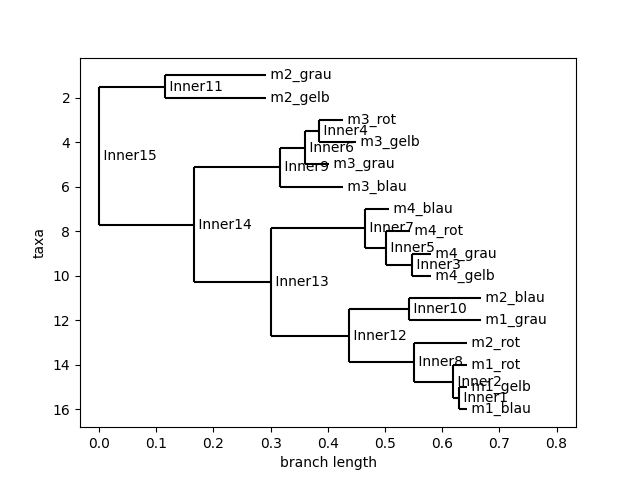 m2_grau
Inner11
m2_gelb
2
m3_rot
Inner4
4
m3_gelb
Inner6
Inner15
m3_grau
Inner9
6
m3_blau
m4_blau
Inner14
Inner7
8
m4_rot
taxa
Inner5
m4_grau
Inner3
10
m4_gelb
Inner13
m2_blau
Inner10
12
m1_grau
Inner12
m2_rot
Inner8
14
m1_rot
Inner2
m1_gelb
Inner1
16
m1_blau
0.0 0.1 0.2 0.3 0.4 0.5 0.6 0.7 0.8
branch length